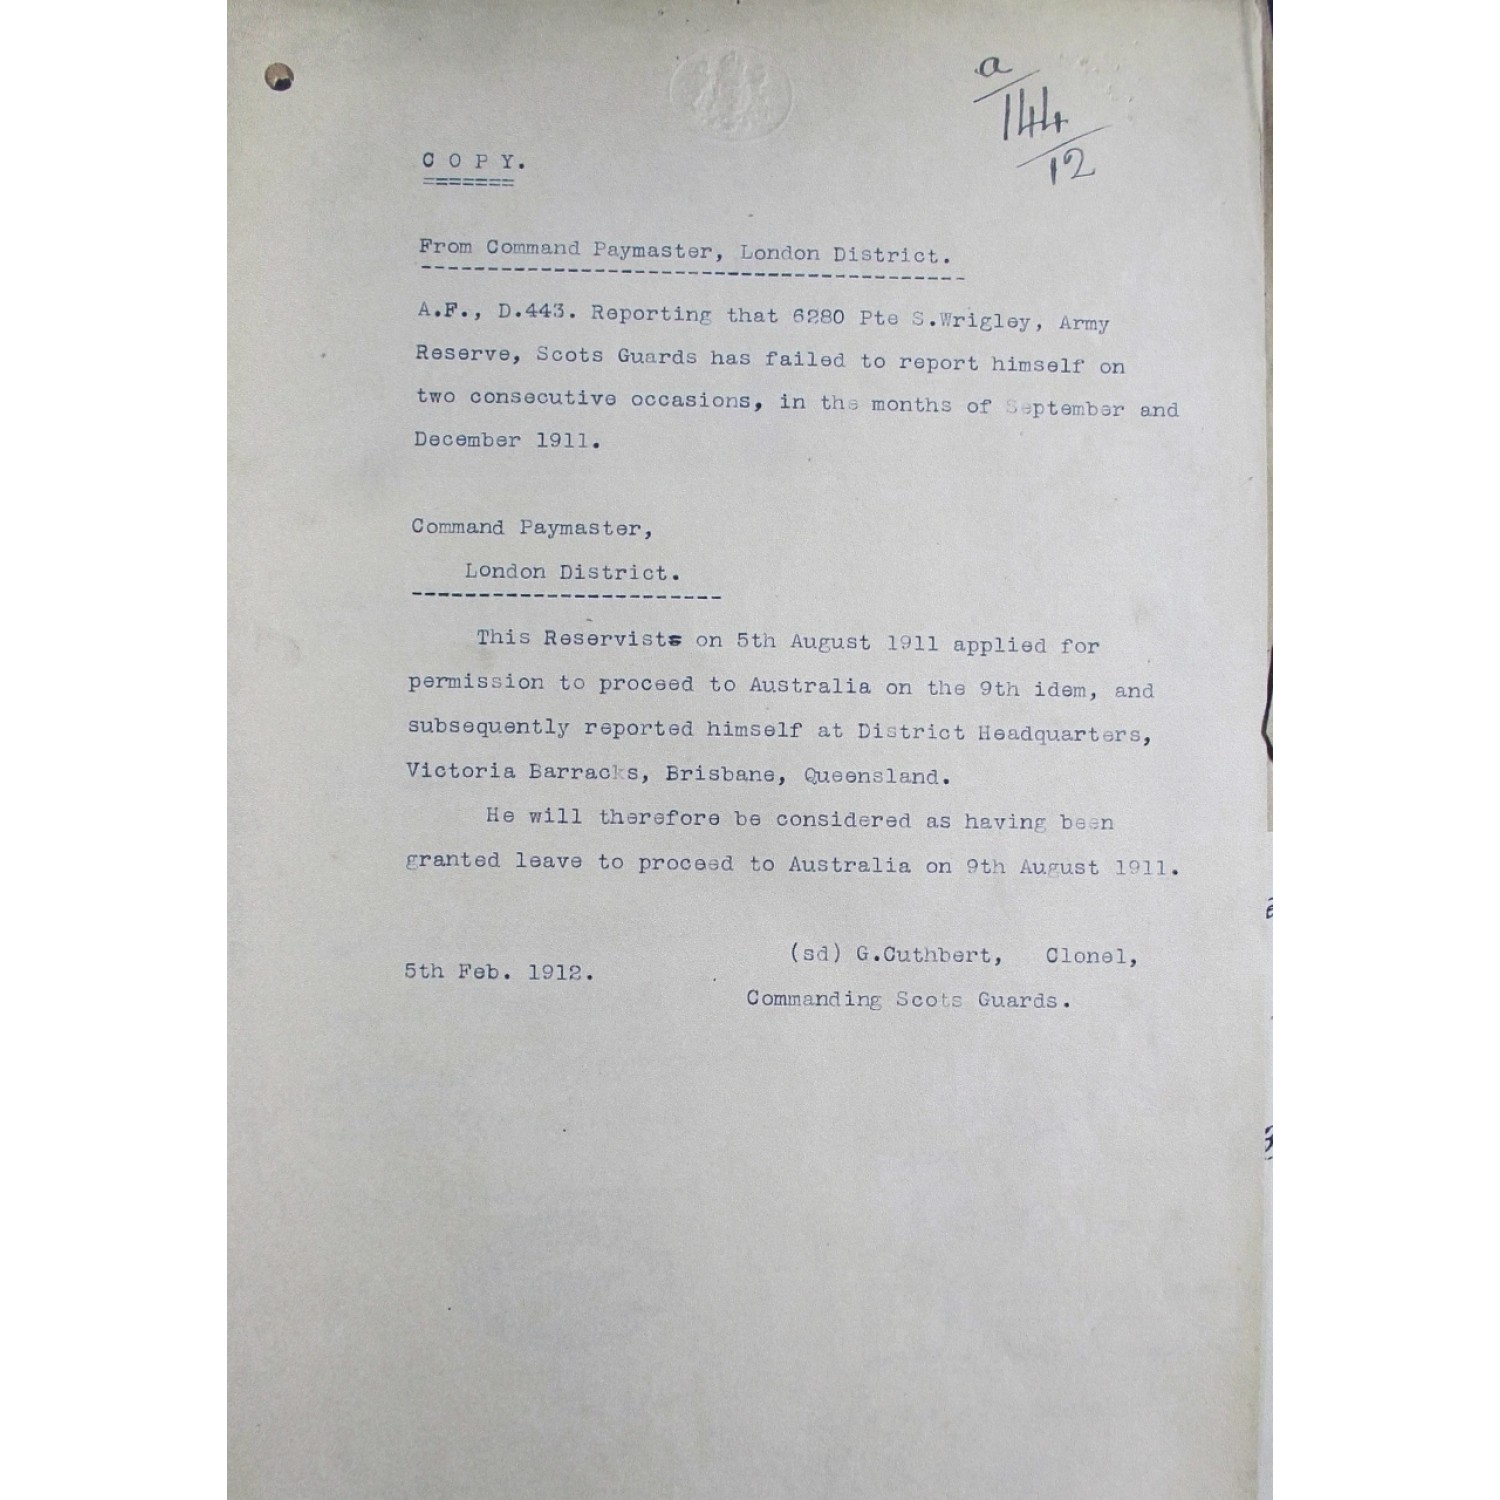 a
144
12
C O P Y.
=======
From Command Paymaster, London District.
A.F., D.443. Reporting that 6280 Pte S.Wrigley, Army
Reserve, Scots Guards has failed to report himself on
two consecutive occasions, in the months of September and
December 1911.
Command Paymaster,
London District.
This Reservists on 5th August 1911 applied for
permission to proceed to Australia on the 9th idem, and
subsequently reported himself at District Headquarters,
Victoria Barracks, Brisbane, Queensland.
He will therefore be considered as having been
granted leave to proceed to Australia on 9th August 1911.
(sd) G.Cuthbert, Clonel,
5th Feb. 1912.
Commanding Scots Guards.